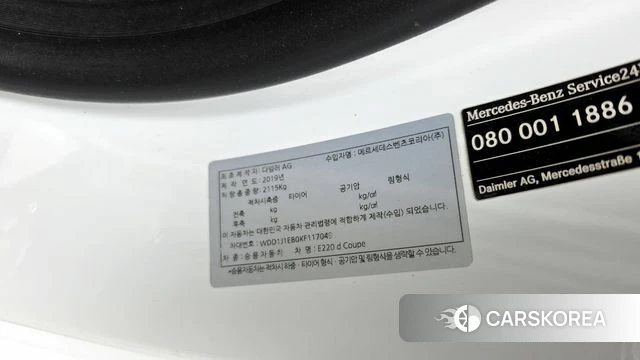 최초 제작자: 다임러 AG 수입자명: 메르세데스벤츠코리아(주)
제 작 연 도: 2019년
차량 총 중 량: 2115Kg
적차시축중 타이어 공기압 림형식
전축 kg kg/㎠
후축 kg kg/㎠
이 자동차는 대한민국 자동차 관리법령에 적합하게 제작(수입) 되었습니다.
차대번호: WDD1J1EB0KF11704
차 종: 승용자동차 차 명: E220 d Coupe
*승용자동차는 적차시하중·타이어형식·공기압 및 림형식을 생략할 수 있습니다.
Mercedes-Benz Service24
080 001 1886
Daimler AG, Mercedesstraße
CARSKOREA